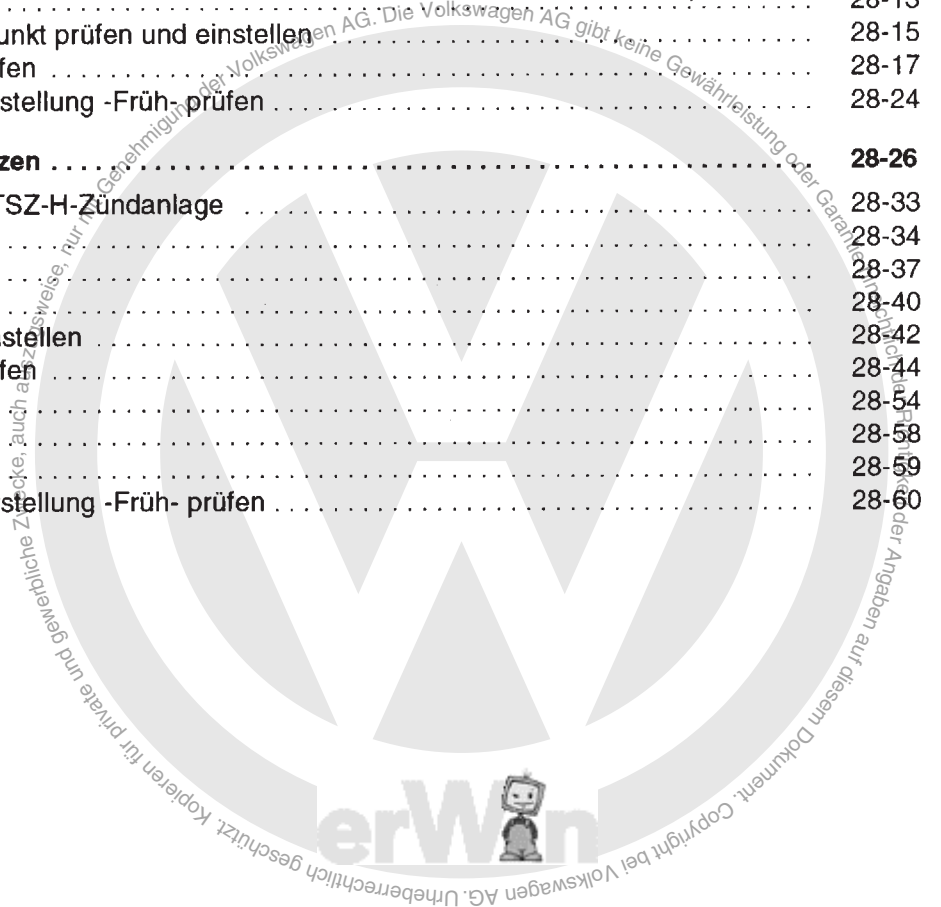 28-13
unkt prüfen und einstellen 28-15
fen 28-17
stellung -Früh- prüfen 28-24
zen 28-26
TSZ-H-Zündanlage 28-33
28-34
28-37
28-40
stellen 28-42
fen 28-44
28-54
28-58
28-59
stellung -Früh- prüfen 28-60
erWin
Urheberrechtlich geschützt. Kopieren für private und gewerbliche Zwecke, auch auszugsweise, nur mit Genehmigung der Volkswagen AG. Die Volkswagen AG gibt keine Gewährleistung oder Garantie hinsichtlich der Richtigkeit der Angaben auf diesem Dokument. Copyright bei Volkswagen AG.